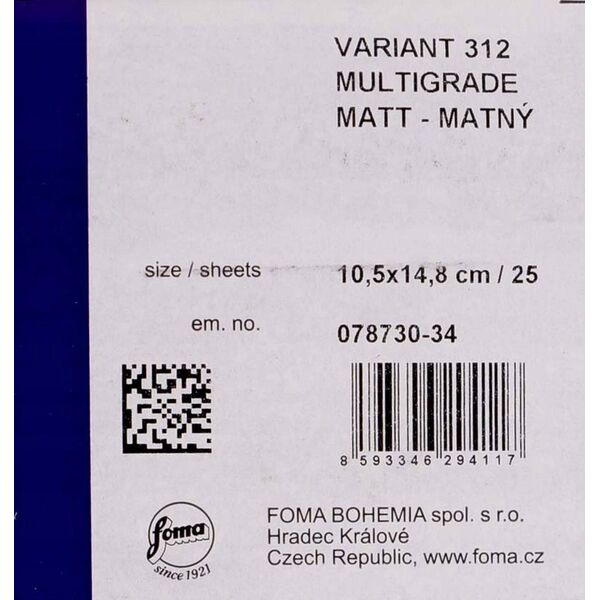 VARIANT 312
MULTIGRADE
MATT - MATNÝ
size / sheets 10,5x14,8 cm / 25
em. no. 078730-34
8 593346 294117
foma
since 1921
FOMA BOHEMIA spol. s r.o.
Hradec Králové
Czech Republic, www.foma.cz